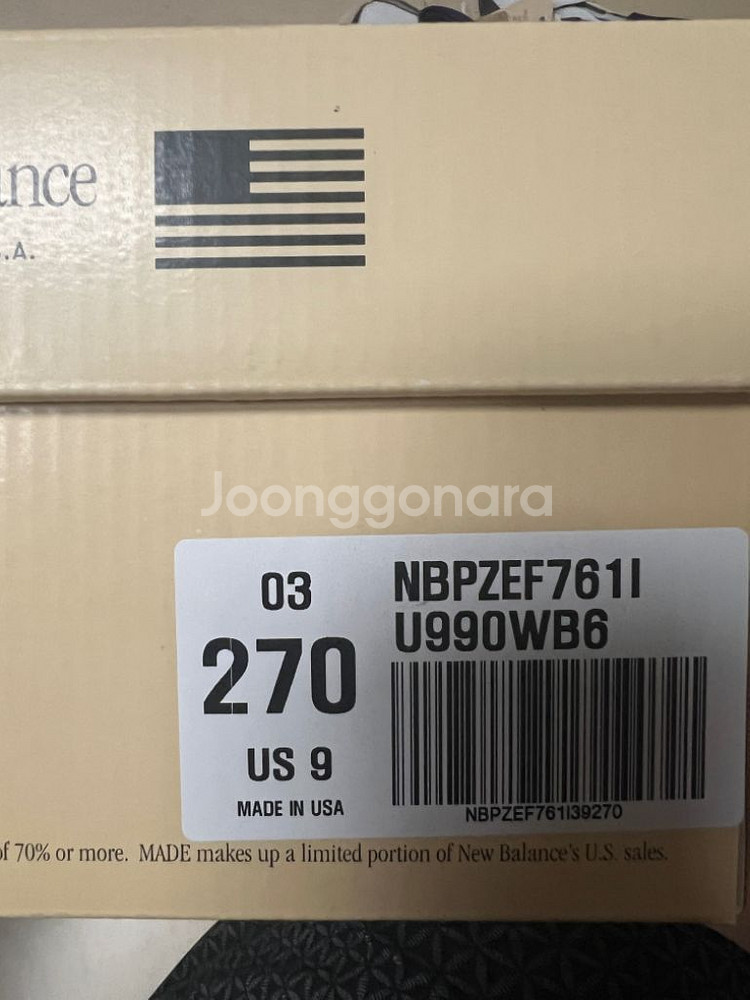 ance
.A.
Joonggonara
03
270
US 9
MADE IN USA
NBPZEF761I
U990WB6
NBPZEF761I39270
of 70% or more. MADE makes up a limited portion of New Balance's U.S. sales.